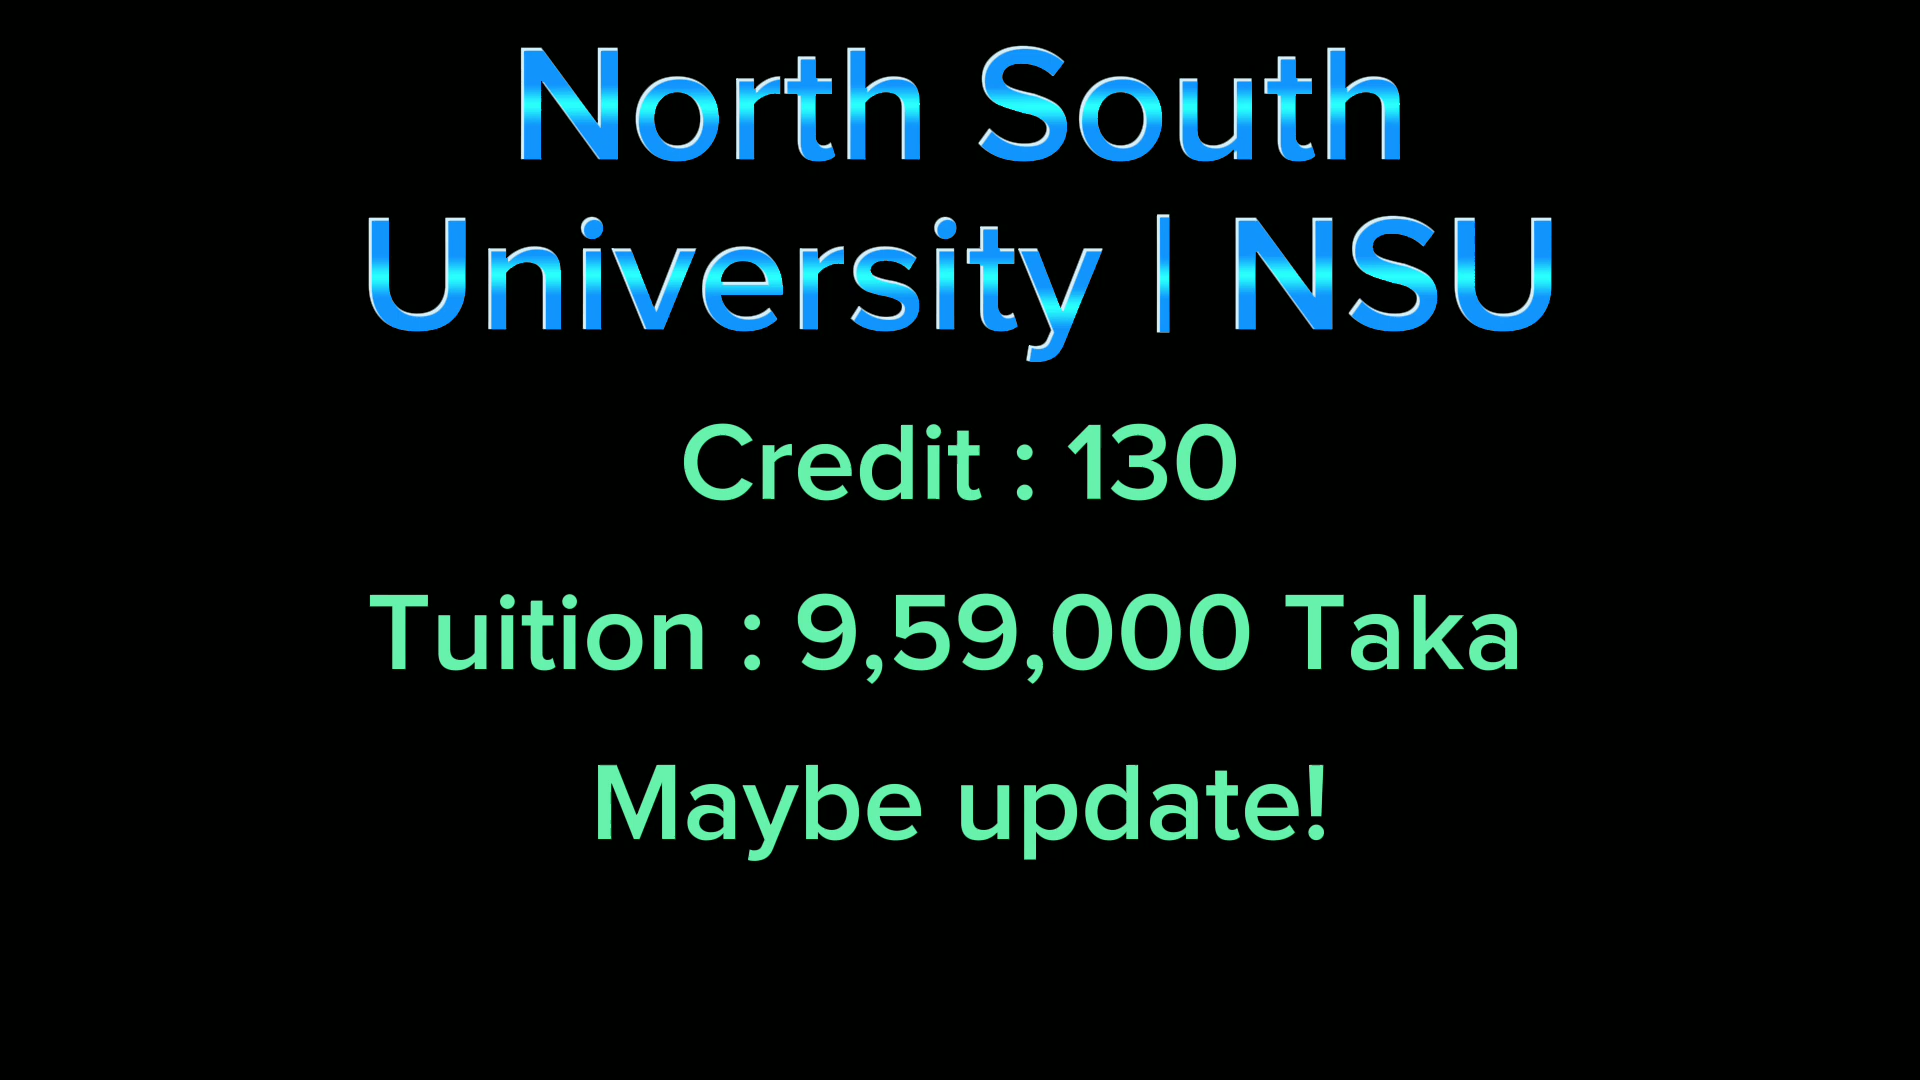 North South
University | NSU
Credit : 130
Tuition : 9,59,000 Taka
Maybe update!